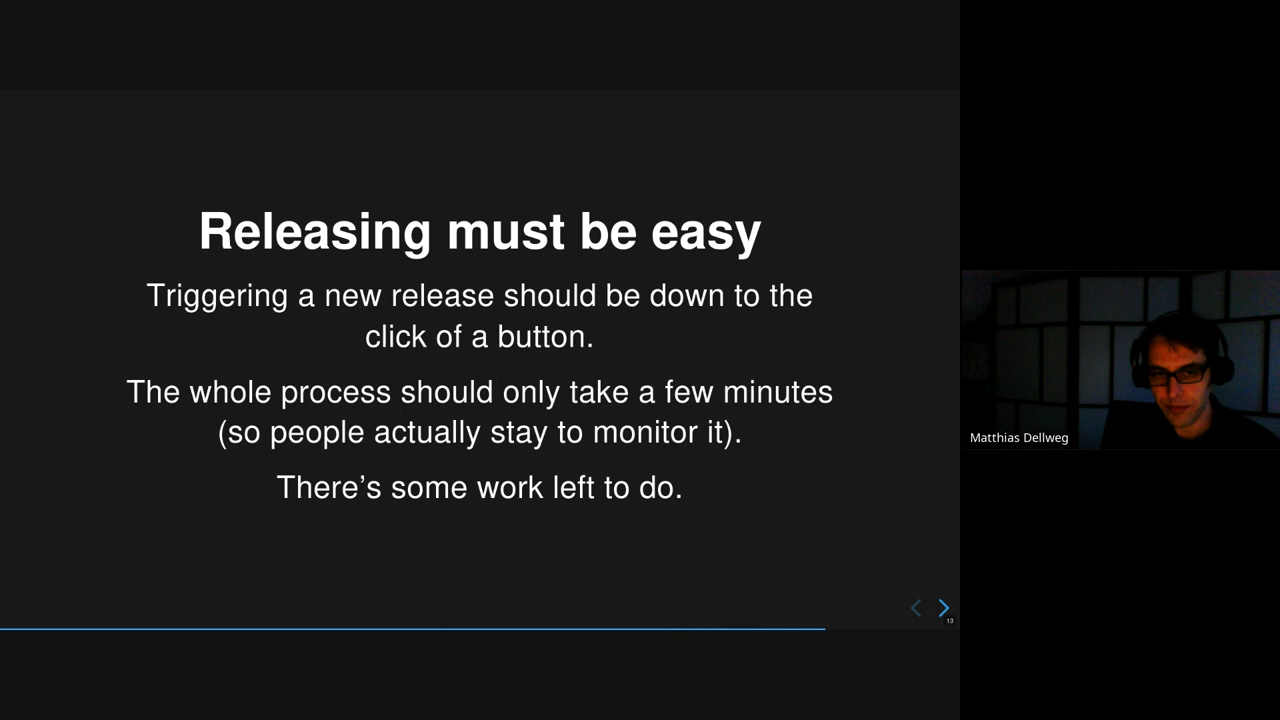 Releasing must be easy
Triggering a new release should be down to the
click of a button.
The whole process should only take a few minutes
(so people actually stay to monitor it).
There’s some work left to do.
13
Matthias Dellweg